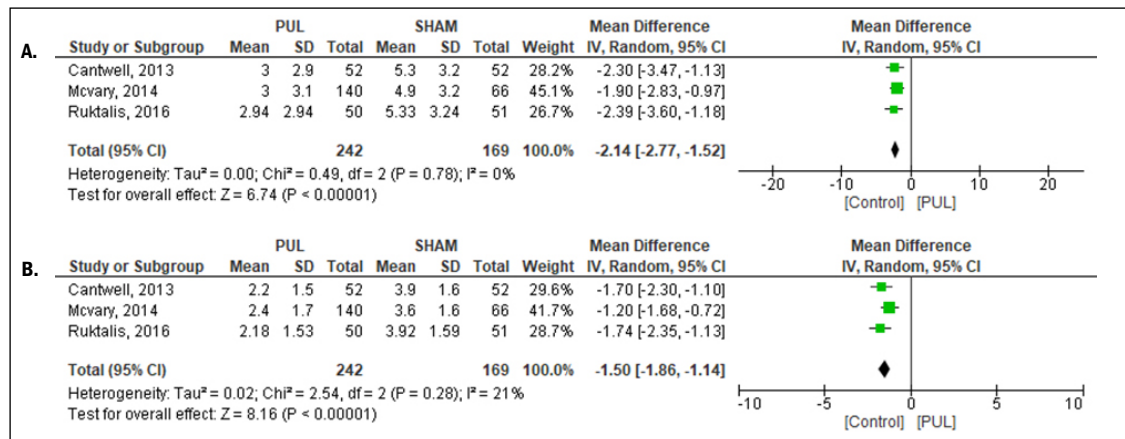 PUL SHAM Mean Difference Mean Difference
A. Study or Subgroup Mean SD Total Mean SD Total Weight IV, Random, 95% CI IV, Random, 95% CI
Cantwell, 2013 3 2.9 52 5.3 3.2 52 28.2% -2.30 [-3.47, -1.13]
Mcvary, 2014 3 3.1 140 4.9 3.2 66 45.1% -1.90 [-2.83, -0.97]
Ruktalis, 2016 2.94 2.94 50 5.33 3.24 51 26.7% -2.39 [-3.60, -1.18]
Total (95% CI) 242 169 100.0% -2.14 [-2.77, -1.52]
Heterogeneity: Tau² = 0.00; Chi² = 0.49, df = 2 (P = 0.78); I² = 0%
Test for overall effect: Z = 6.74 (P < 0.00001)
-20 -10 0 10 20
[Control] [PUL]
PUL SHAM Mean Difference Mean Difference
B. Study or Subgroup Mean SD Total Mean SD Total Weight IV, Random, 95% CI IV, Random, 95% CI
Cantwell, 2013 2.2 1.5 52 3.9 1.6 52 29.6% -1.70 [-2.30, -1.10]
Mcvary, 2014 2.4 1.7 140 3.6 1.6 66 41.7% -1.20 [-1.68, -0.72]
Ruktalis, 2016 2.18 1.53 50 3.92 1.59 51 28.7% -1.74 [-2.35, -1.13]
Total (95% CI) 242 169 100.0% -1.50 [-1.86, -1.14]
Heterogeneity: Tau² = 0.02; Chi² = 2.54, df = 2 (P = 0.28); I² = 21%
Test for overall effect: Z = 8.16 (P < 0.00001)
-10 -5 0 5 10
[Control] [PUL]